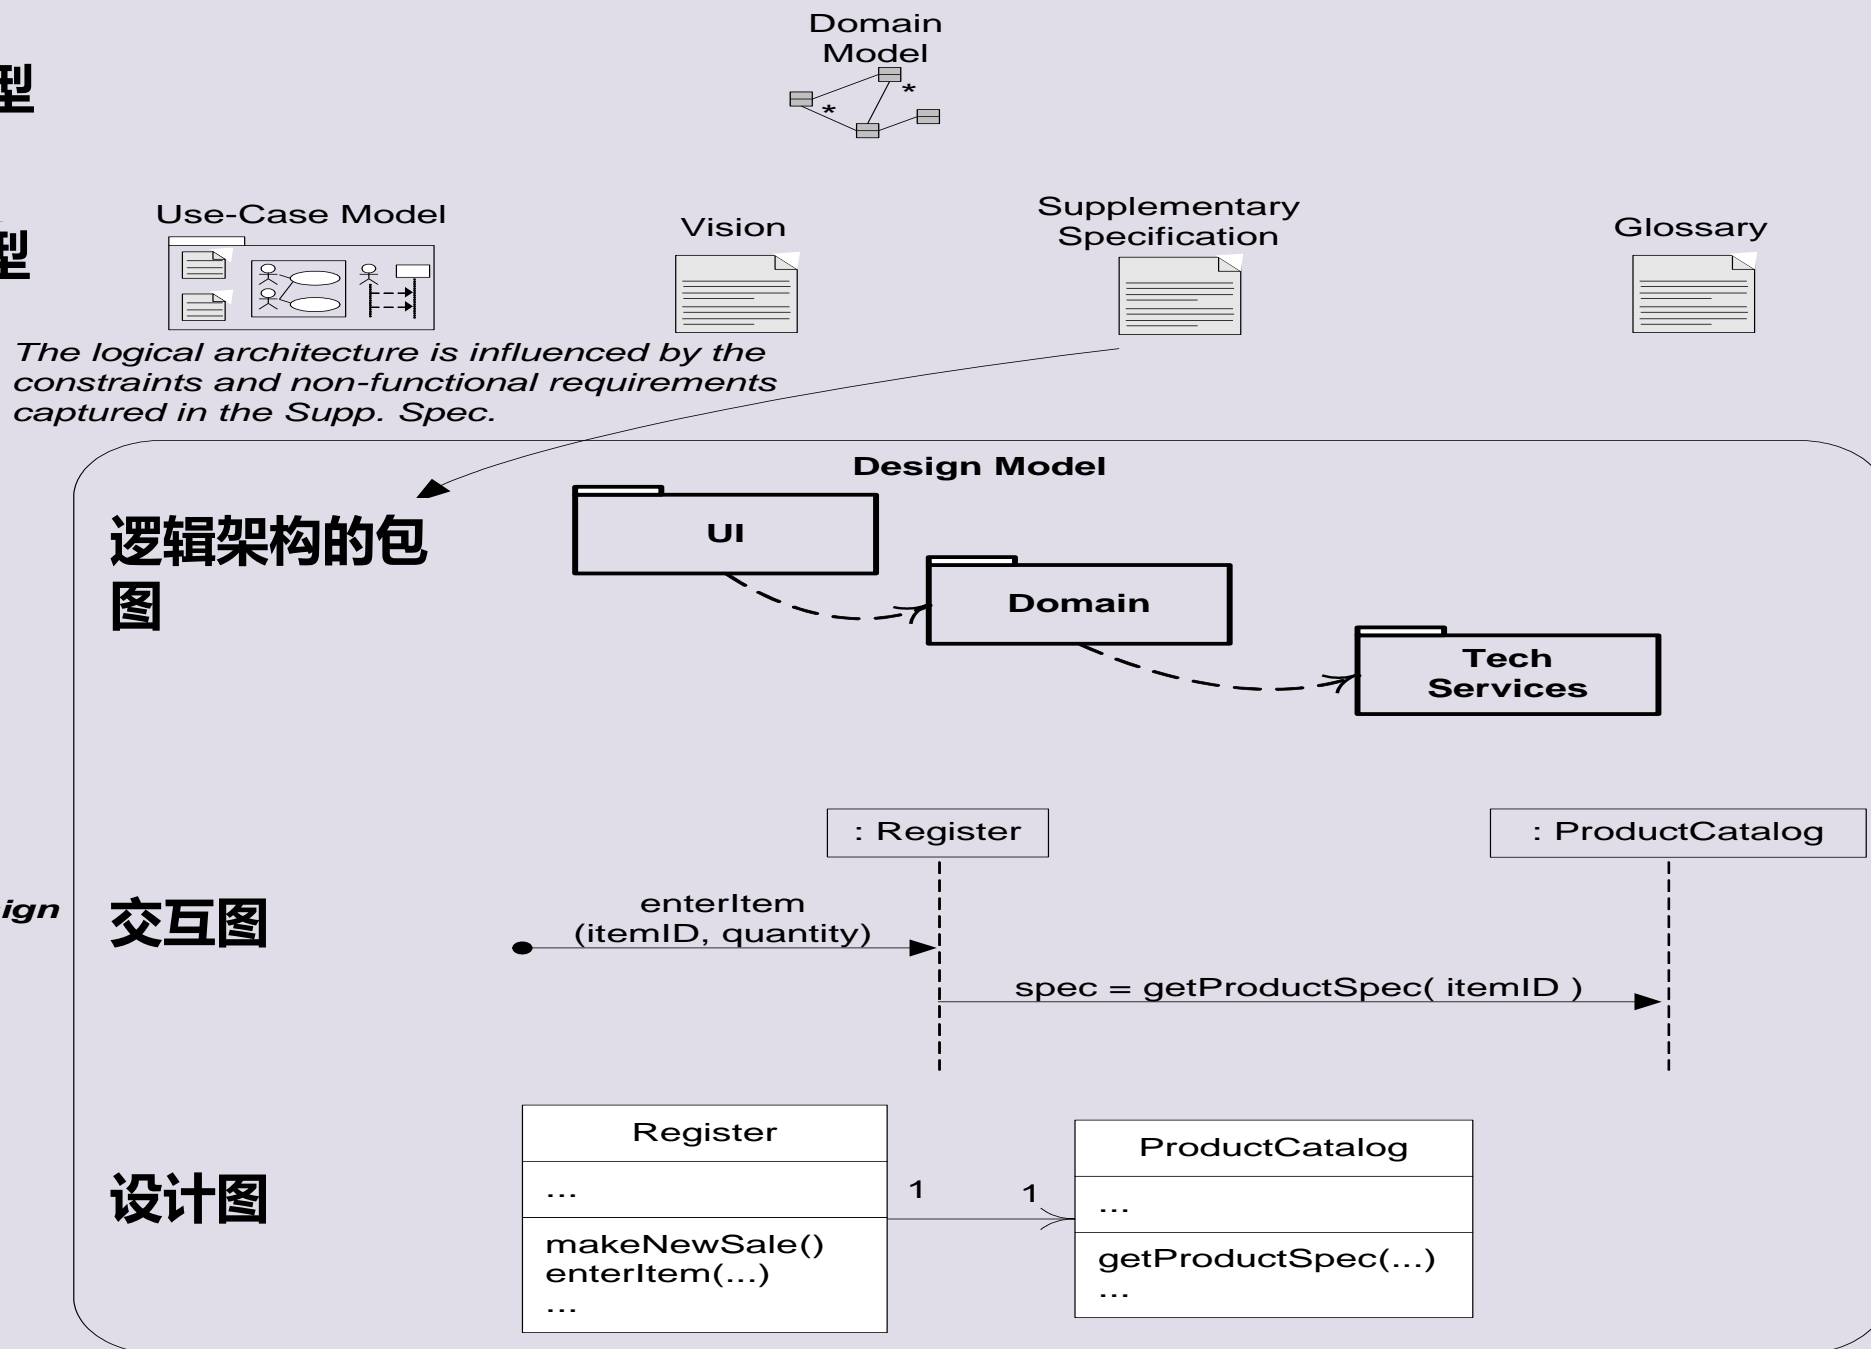 Domain
Model
*
*
型
Use-Case Model
Vision
Supplementary
Specification
Glossary
型
The logical architecture is influenced by the
constraints and non-functional requirements
captured in the Supp. Spec.
Design Model
逻辑架构的包
图
UI
Domain
Tech
Services
: Register
: ProductCatalog
ign
交互图
enterItem
(itemID, quantity)
spec = getProductSpec( itemID )
设计图
Register
...
makeNewSale()
enterItem(...)
...
1
1
ProductCatalog
...
getProductSpec(...)
...